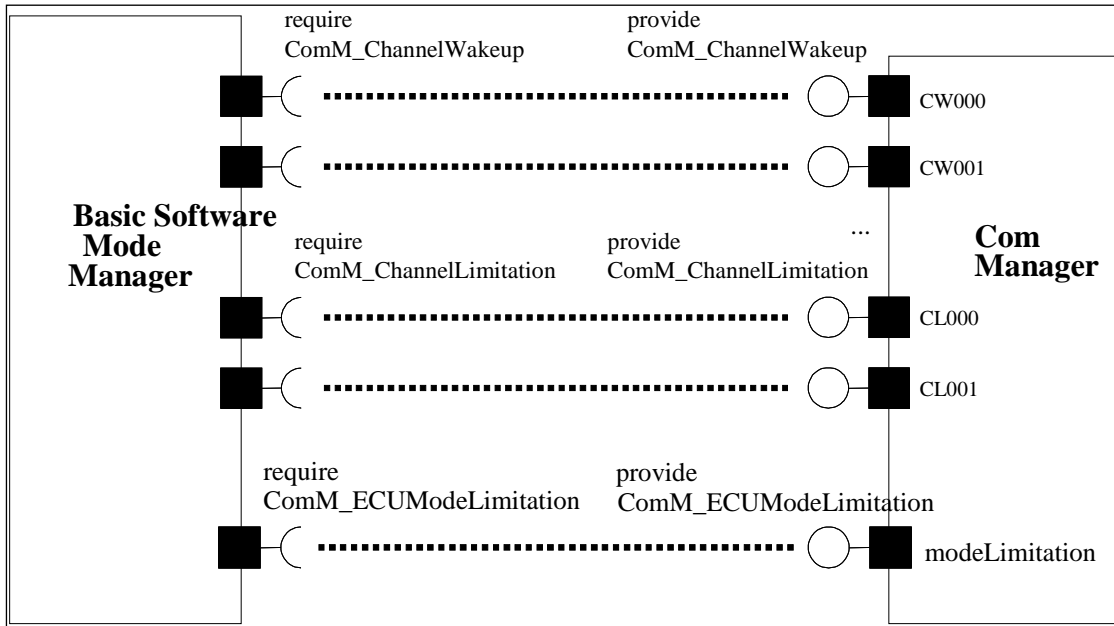 require
ComM_ChannelWakeup
provide
ComM_ChannelWakeup
CW000
CW001
Basic Software
Mode
Manager
require
ComM_ChannelLimitation
provide
ComM_ChannelLimitation
...
Com
Manager
CL000
CL001
require
ComM_ECUModeLimitation
provide
ComM_ECUModeLimitation
modeLimitation